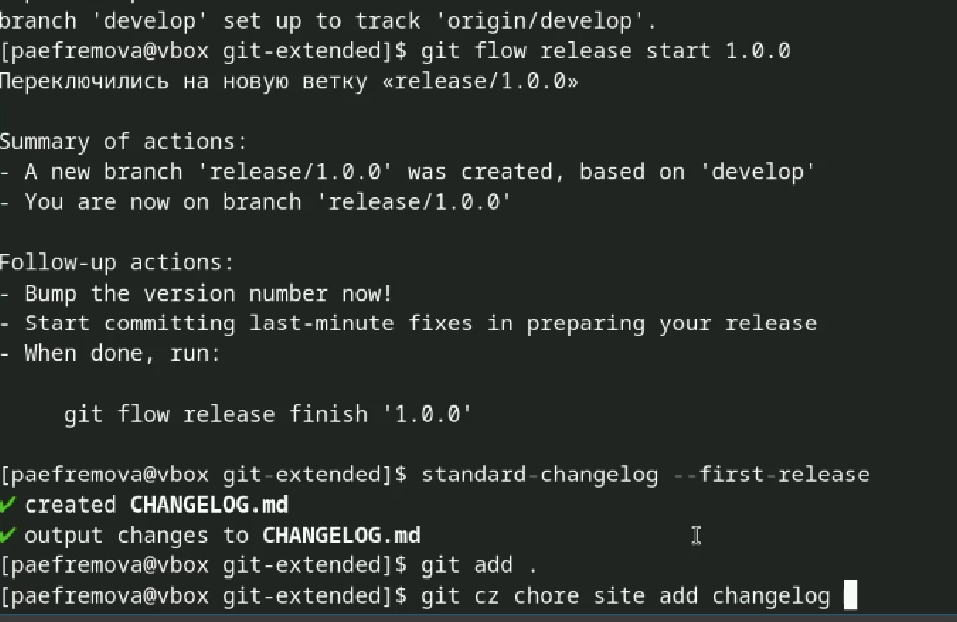 branch 'develop' set up to track 'origin/develop'.
[paefremova@vbox git-extended]$ git flow release start 1.0.0
Переключились на новую ветку «release/1.0.0»
Summary of actions:
- A new branch 'release/1.0.0' was created, based on 'develop'
- You are now on branch 'release/1.0.0'
Follow-up actions:
- Bump the version number now!
- Start committing last-minute fixes in preparing your release
- When done, run:
git flow release finish '1.0.0'
[paefremova@vbox git-extended]$ standard-changelog --first-release
✔ created CHANGELOG.md
✔ output changes to CHANGELOG.md
[paefremova@vbox git-extended]$ git add .
[paefremova@vbox git-extended]$ git cz chore site add changelog